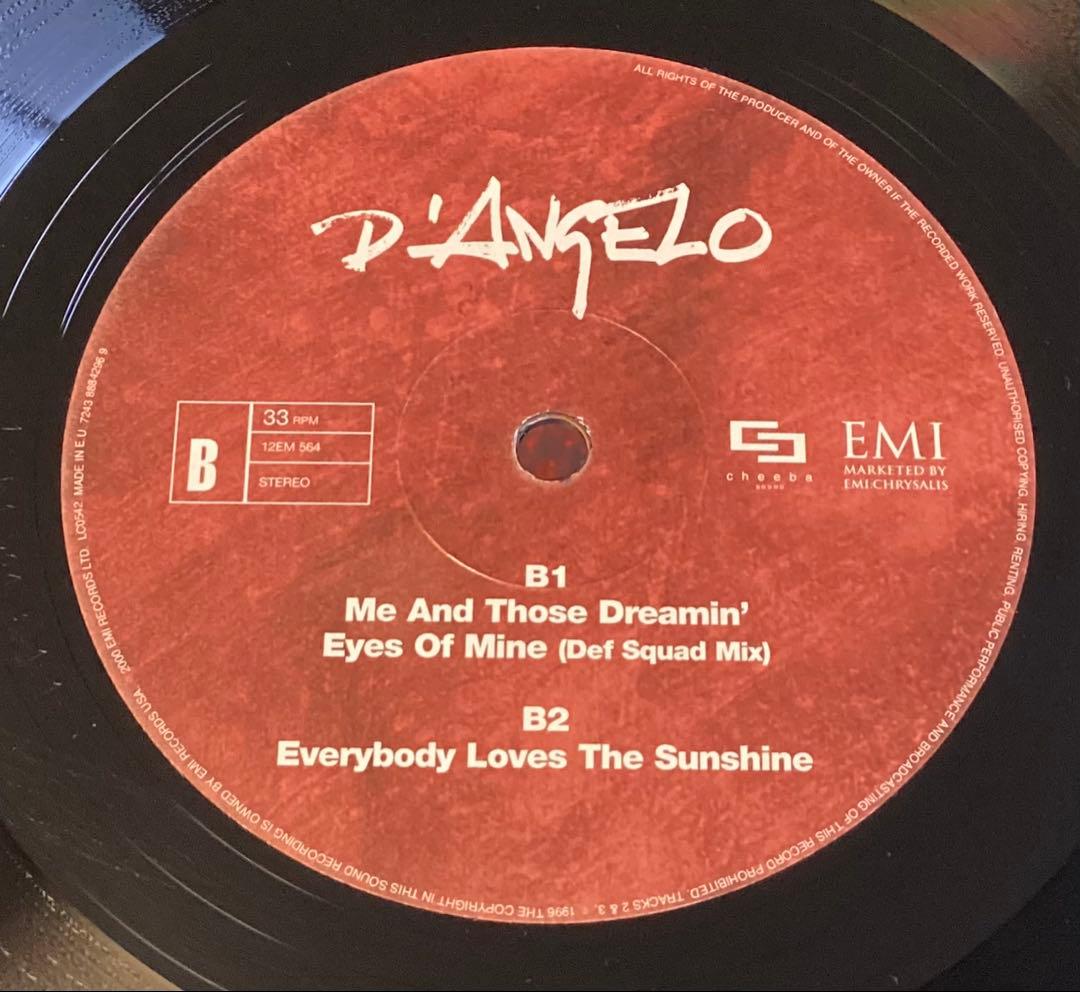 D'ANGELO
B
33 RPM
12EM 564
STEREO
cheeba
SOUND
EMI
MARKETED BY
EMI:CHRYSALIS
B1
Me And Those Dreamin'
Eyes Of Mine (Def Squad Mix)
B2
Everybody Loves The Sunshine
ALL RIGHTS OF THE PRODUCER AND OF THE OWNER IF THE RECORDED WORK RESERVED. UNAUTHORISED COPYING, HIRING, RENTING, PUBLIC PERFORMANCE AND BROADCASTING OF THIS RECORD PROHIBITED. TRACKS 2 & 3, 1996 THE COPYRIGHT IN THIS SOUND RECORDING IS OWNED BY EMI RECORDS USA. 2000 EMI RECORDS LTD. LC0542. MADE IN E.U. 7243 8884296 9